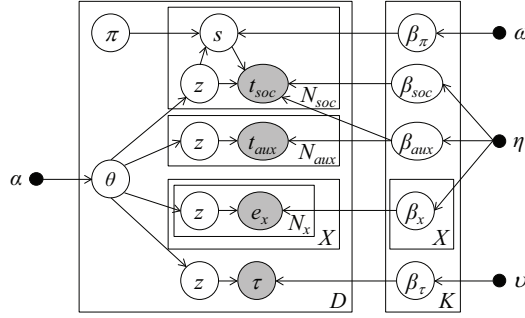 π s β_π ω
z t_soc N_soc β_soc
z t_aux N_aux β_aux η
α θ
z e_x N_x X β_x X
z τ D β_τ K υ